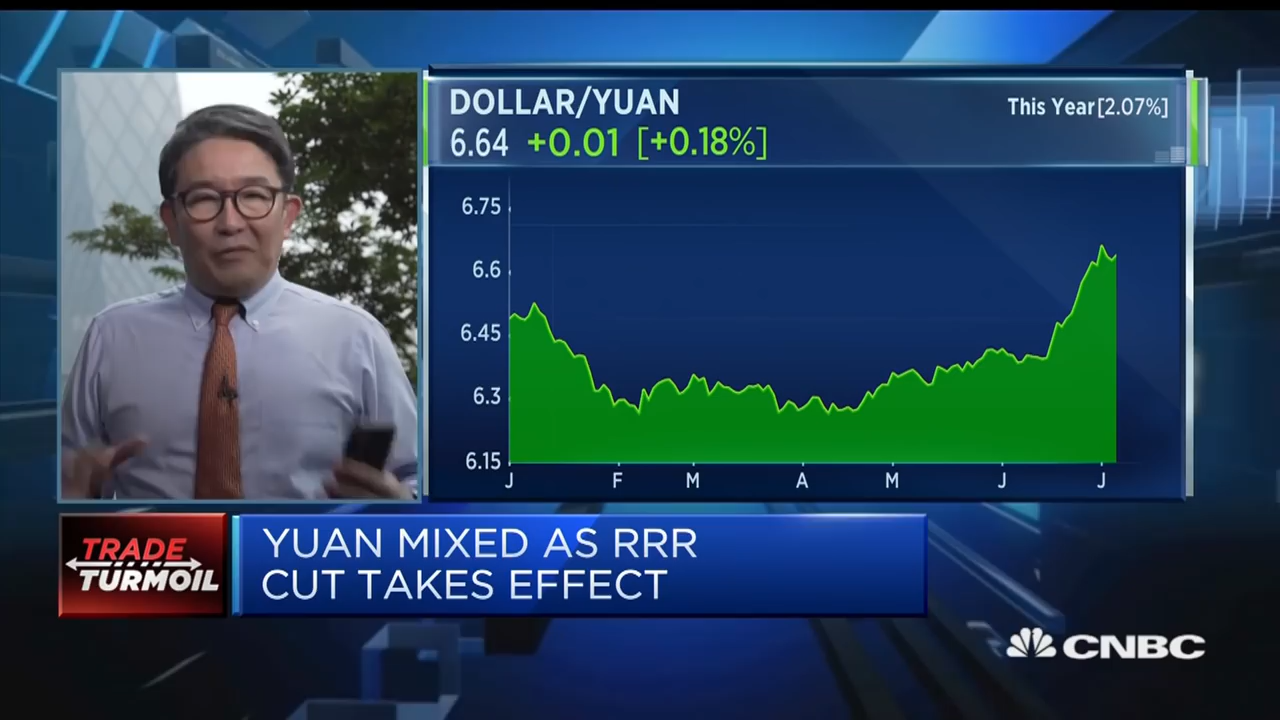 DOLLAR/YUAN
This Year[2.07%]
6.64 +0.01 [+0.18%]
6.75
6.6
6.45
6.3
6.15
J F M A M J J
TRADE
TURMOIL
YUAN MIXED AS RRR
CUT TAKES EFFECT
CNBC